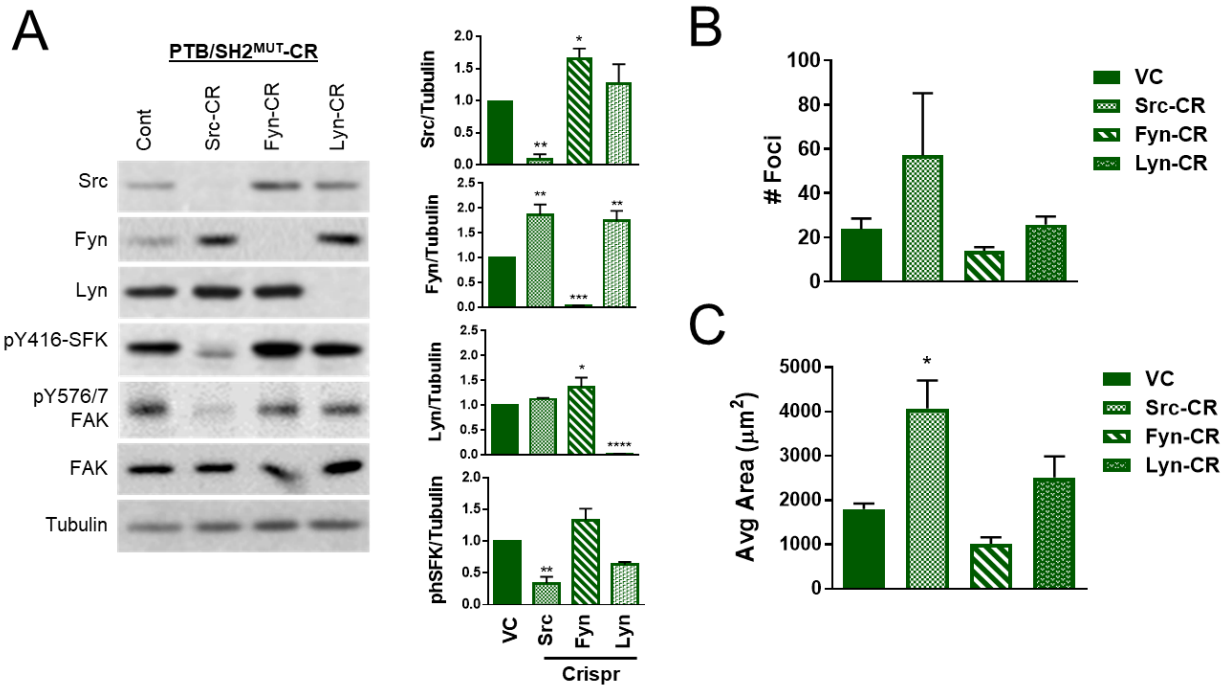 A
PTB/SH2MUT-CR
Cont
Src-CR
Fyn-CR
Lyn-CR
Src
Fyn
Lyn
pY416-SFK
pY576/7
FAK
FAK
Tubulin
Src/Tubulin
2.0
1.5
1.0
0.5
0.0
**
*
Fyn/Tubulin
2.5
2.0
1.5
1.0
0.5
0.0
**
***
**
Lyn/Tubulin
2.5
2.0
1.5
1.0
0.5
0.0
*
****
phSFK/Tubulin
2.0
1.5
1.0
0.5
0.0
**
VC
Src
Fyn
Lyn
Crispr
B
# Foci
100
80
60
40
20
0
VC
Src-CR
Fyn-CR
Lyn-CR
C
Avg Area (μm2)
5000
4000
3000
2000
1000
0
*
VC
Src-CR
Fyn-CR
Lyn-CR